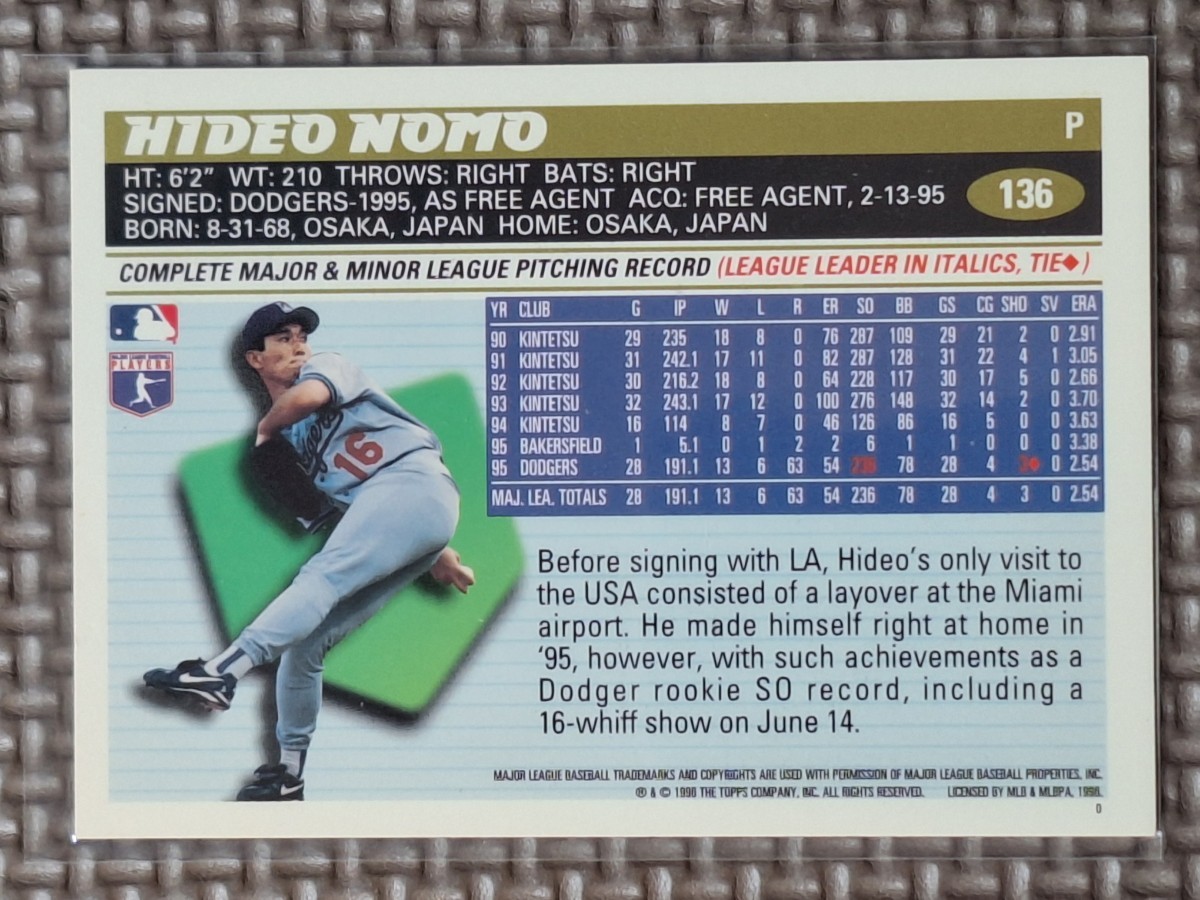 HIDEO NOMO P
HT: 6'2" WT: 210 THROWS: RIGHT BATS: RIGHT
SIGNED: DODGERS-1995, AS FREE AGENT ACQ: FREE AGENT, 2-13-95
136
BORN: 8-31-68, OSAKA, JAPAN HOME: OSAKA, JAPAN
COMPLETE MAJOR & MINOR LEAGUE PITCHING RECORD (LEAGUE LEADER IN ITALICS, TIE◆)
MAJOR LEAGUE BASEBALL
PLAYERS
Dodgers
16
YR CLUB G IP W L R ER SO BB GS CG SHO SV ERA
90 KINTETSU 29 235 18 8 0 76 287 109 29 21 2 0 2.91
91 KINTETSU 31 242.1 17 11 0 82 287 128 31 22 4 1 3.05
92 KINTETSU 30 216.2 18 8 0 64 228 117 30 17 5 0 2.66
93 KINTETSU 32 243.1 17 12 0 100 276 148 32 14 2 0 3.70
94 KINTETSU 16 114 8 7 0 46 126 86 16 5 0 0 3.63
95 BAKERSFIELD 1 5.1 0 1 2 2 6 1 1 0 0 0 3.38
95 DODGERS 28 191.1 13 6 63 54 236 78 28 4 3◆ 0 2.54
MAJ. LEA. TOTALS 28 191.1 13 6 63 54 236 78 28 4 3 0 2.54
Before signing with LA, Hideo's only visit to
the USA consisted of a layover at the Miami
airport. He made himself right at home in
'95, however, with such achievements as a
Dodger rookie SO record, including a
16-whiff show on June 14.
MAJOR LEAGUE BASEBALL TRADEMARKS AND COPYRIGHTS ARE USED WITH PERMISSION OF MAJOR LEAGUE BASEBALL PROPERTIES, INC.
® & © 1996 THE TOPPS COMPANY, INC. ALL RIGHTS RESERVED. LICENSED BY MLB & MLBPA, 1996.
0